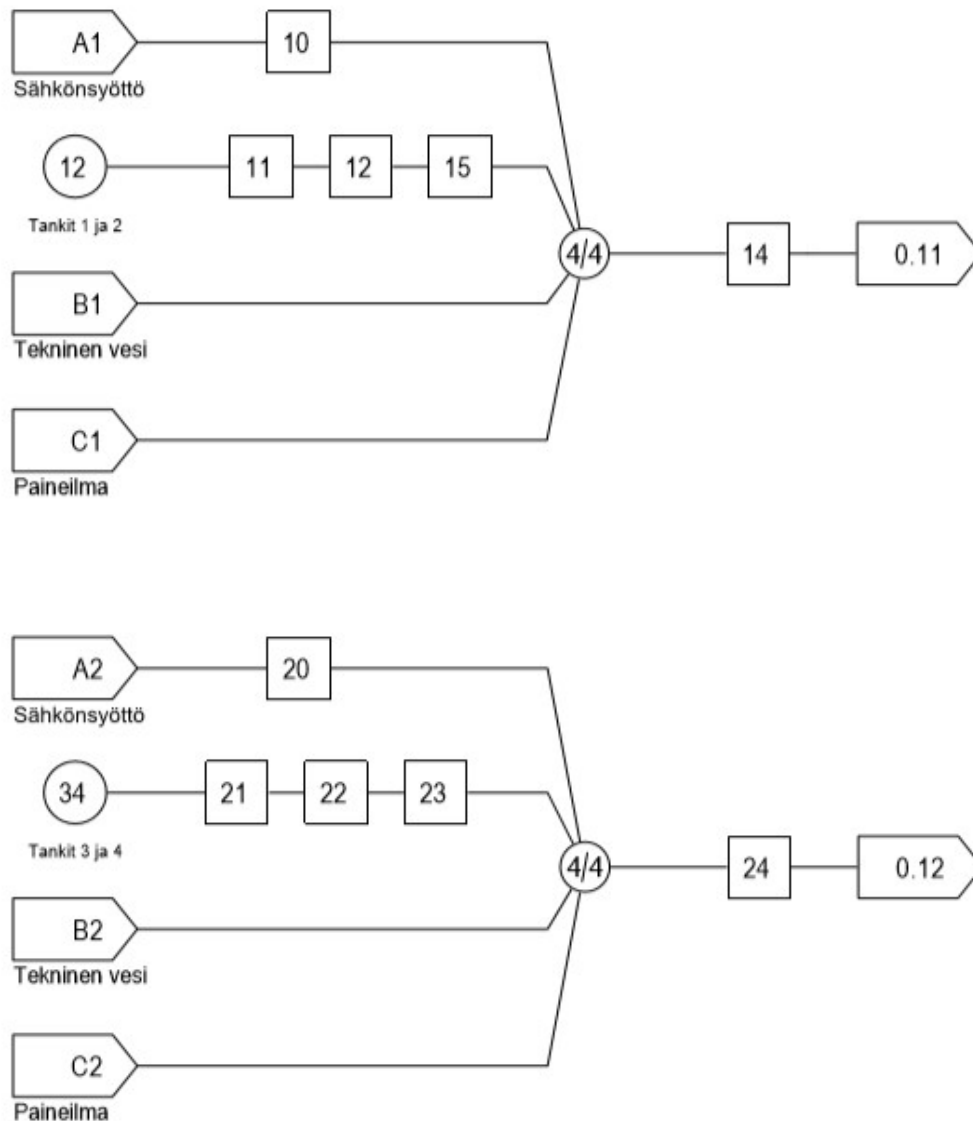 A1
10
Sähkönsyöttö
12
11
12
15
Tankit 1 ja 2
4/4
14
0.11
B1
Tekninen vesi
C1
Paineilma
A2
20
Sähkönsyöttö
34
21
22
23
Tankit 3 ja 4
4/4
24
0.12
B2
Tekninen vesi
C2
Paineilma